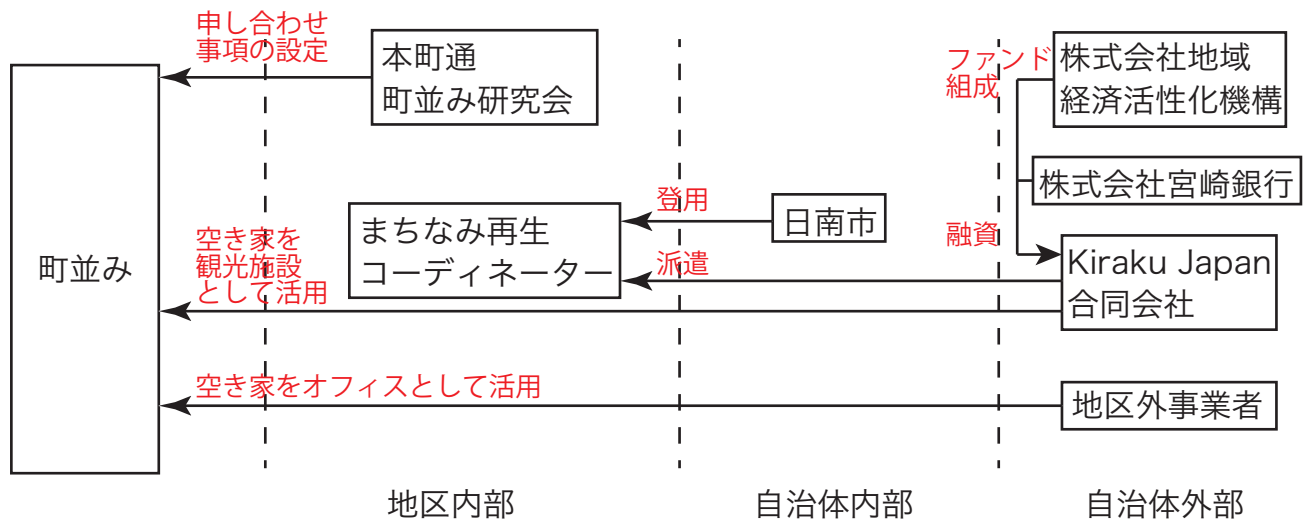 申し合わせ
事項の設定
本町通
町並み研究会
ファンド
組成
株式会社地域
経済活性化機構
株式会社宮崎銀行
登用
日南市
融資
まちなみ再生
コーディネーター
派遣
Kiraku Japan
合同会社
空き家を
観光施設
として活用
町並み
空き家をオフィスとして活用
地区外事業者
地区内部
自治体内部
自治体外部